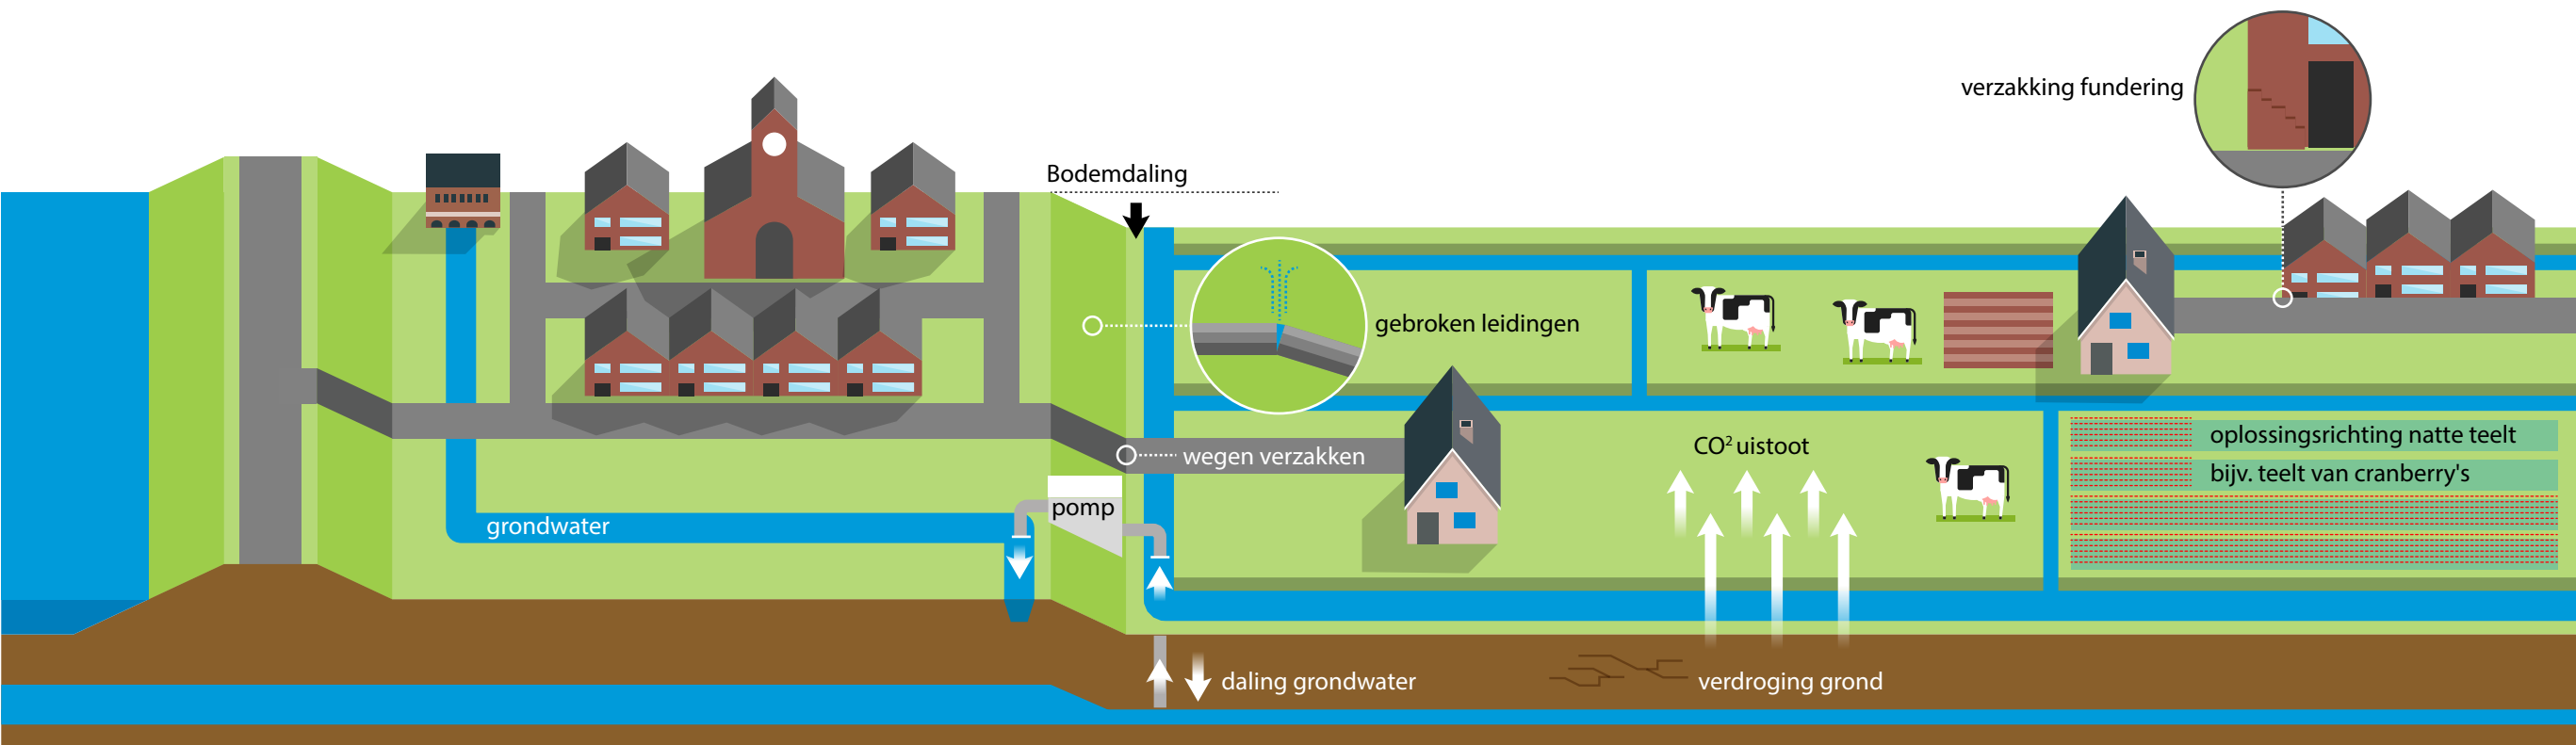 verzakking fundering
Bodemdaling
gebroken leidingen
wegen verzakken
CO² uistoot
oplossingsrichting natte teelt
bijv. teelt van cranberry's
pomp
grondwater
daling grondwater
verdroging grond